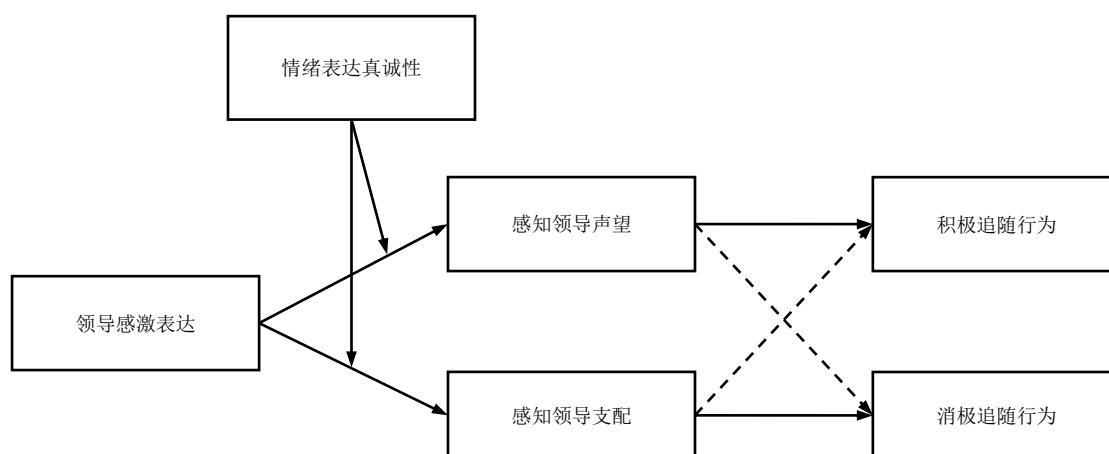 情绪表达真诚性
感知领导声望
积极追随行为
领导感激表达
感知领导支配
消极追随行为